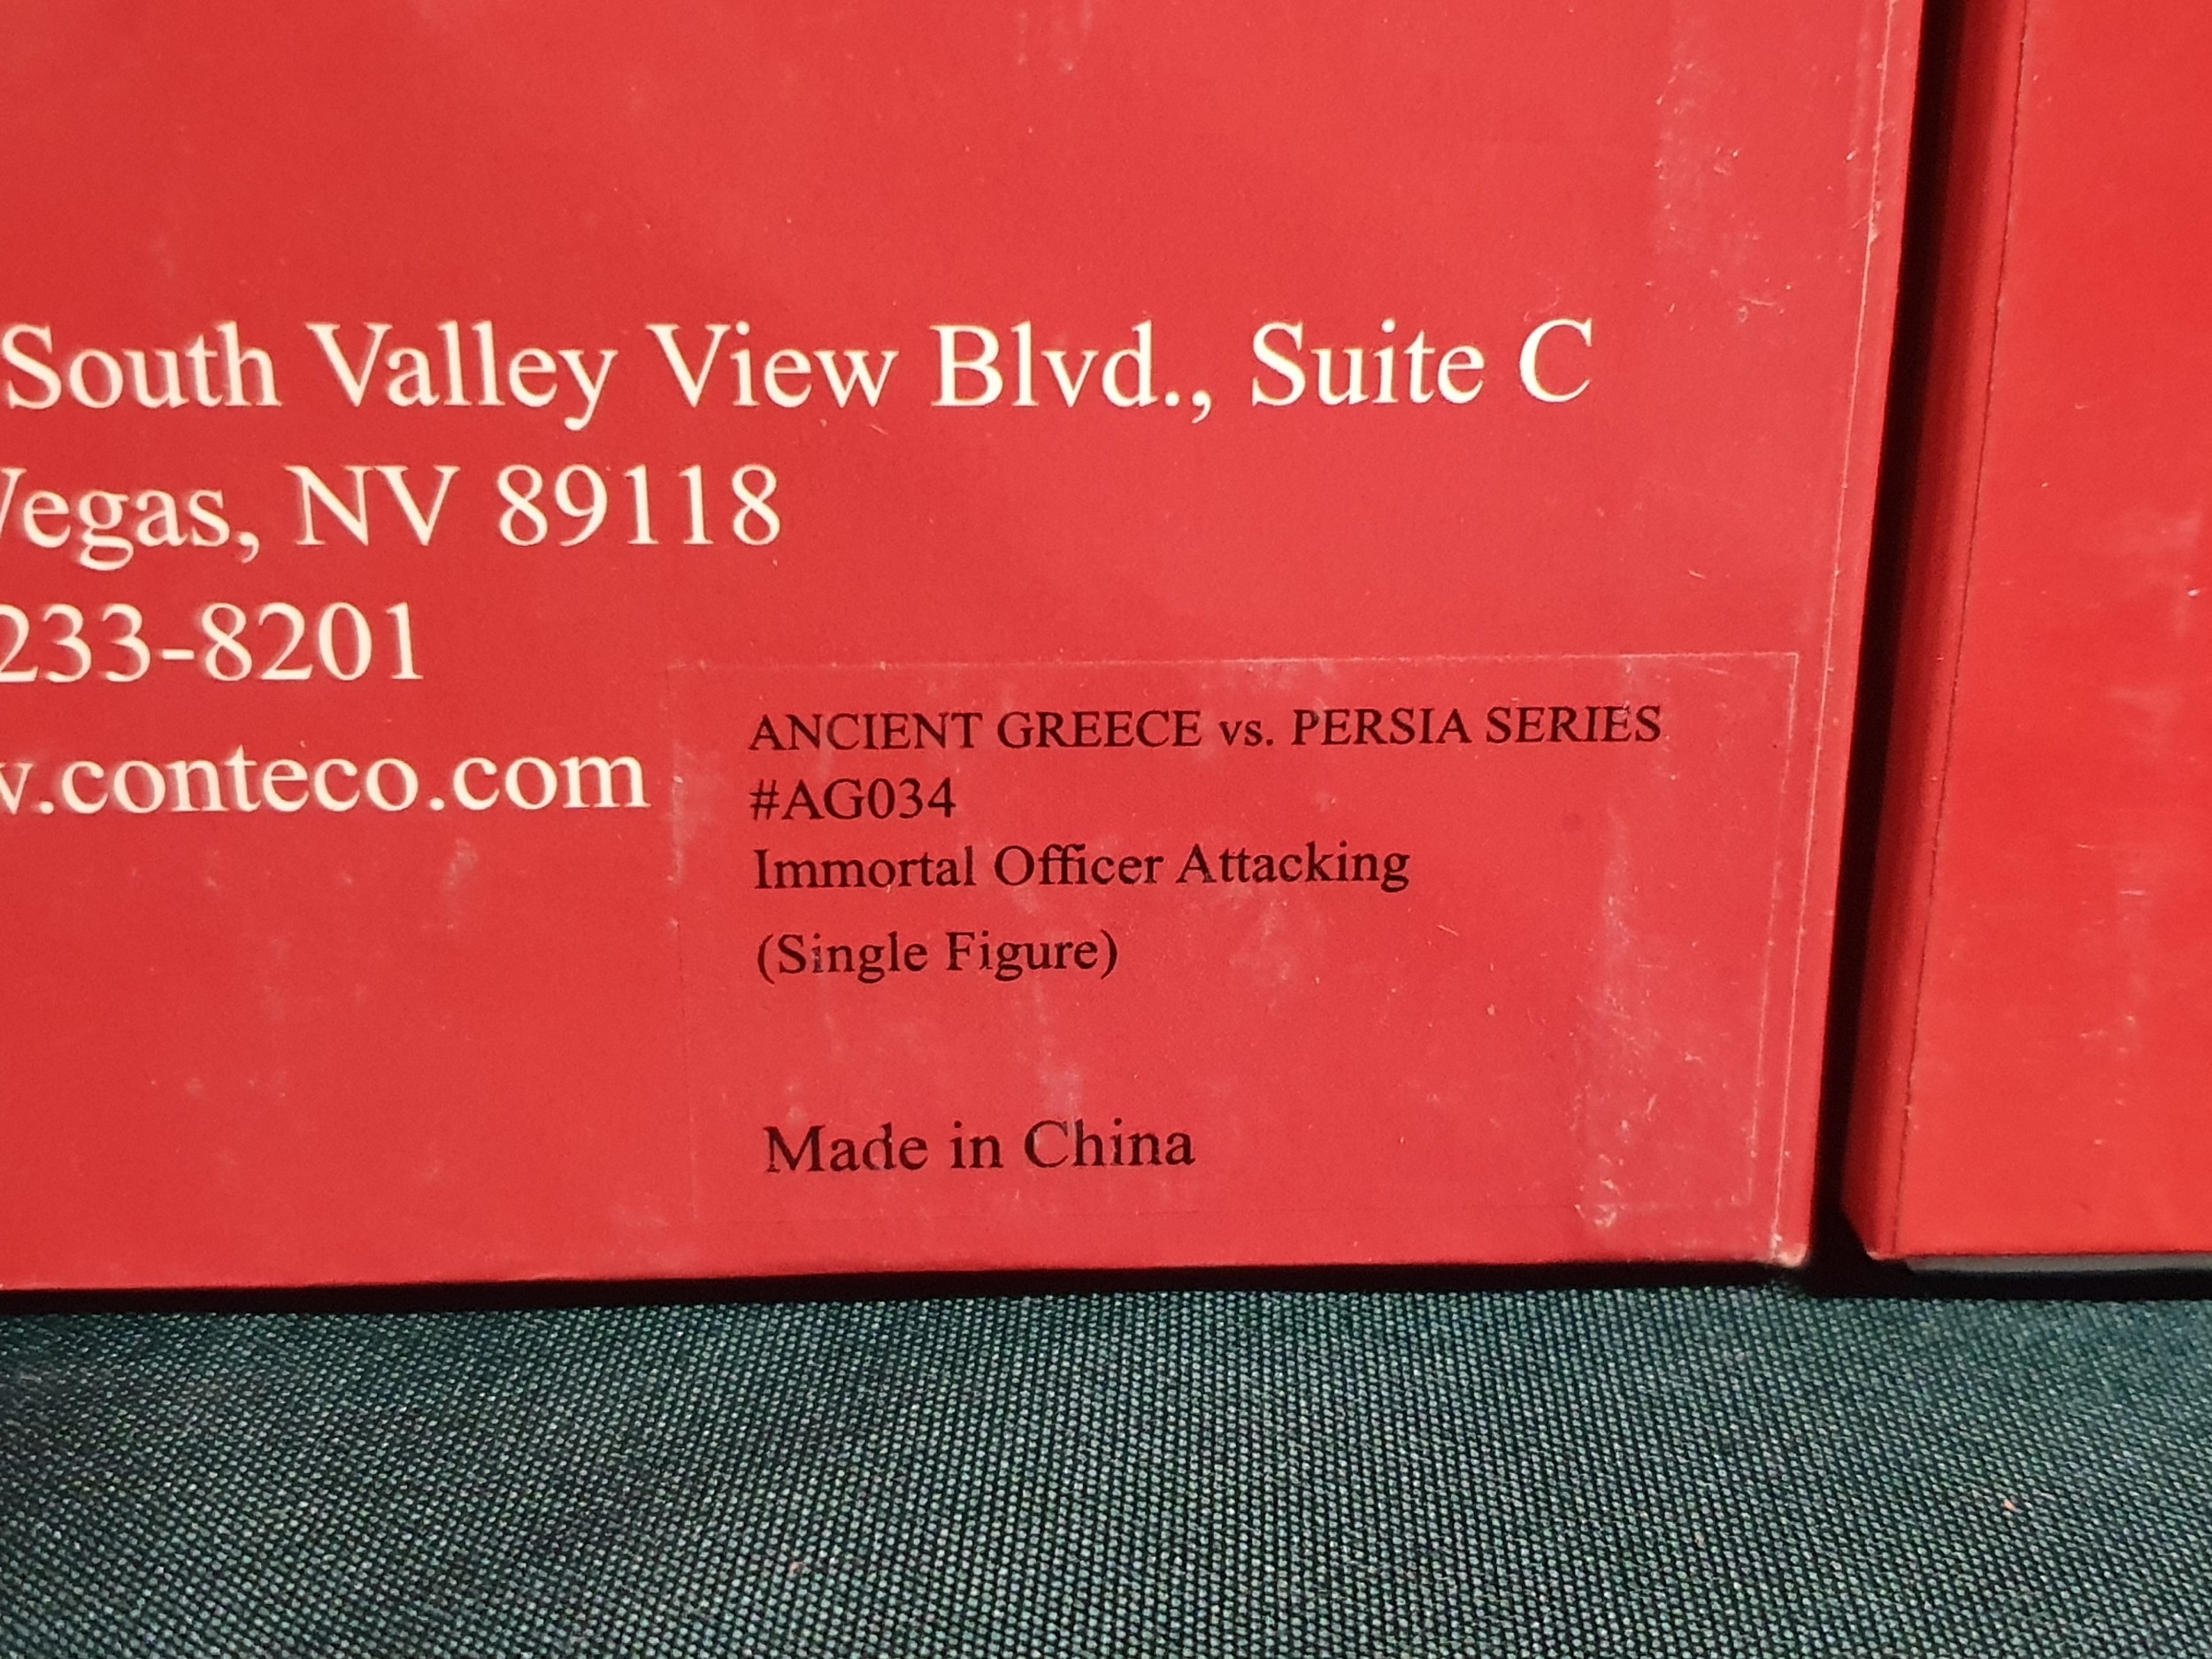 South Valley View Blvd., Suite C
Vegas, NV 89118
233-8201
.conteco.com
ANCIENT GREECE vs. PERSIA SERIES
#AG034
Immortal Officer Attacking
(Single Figure)
Made in China